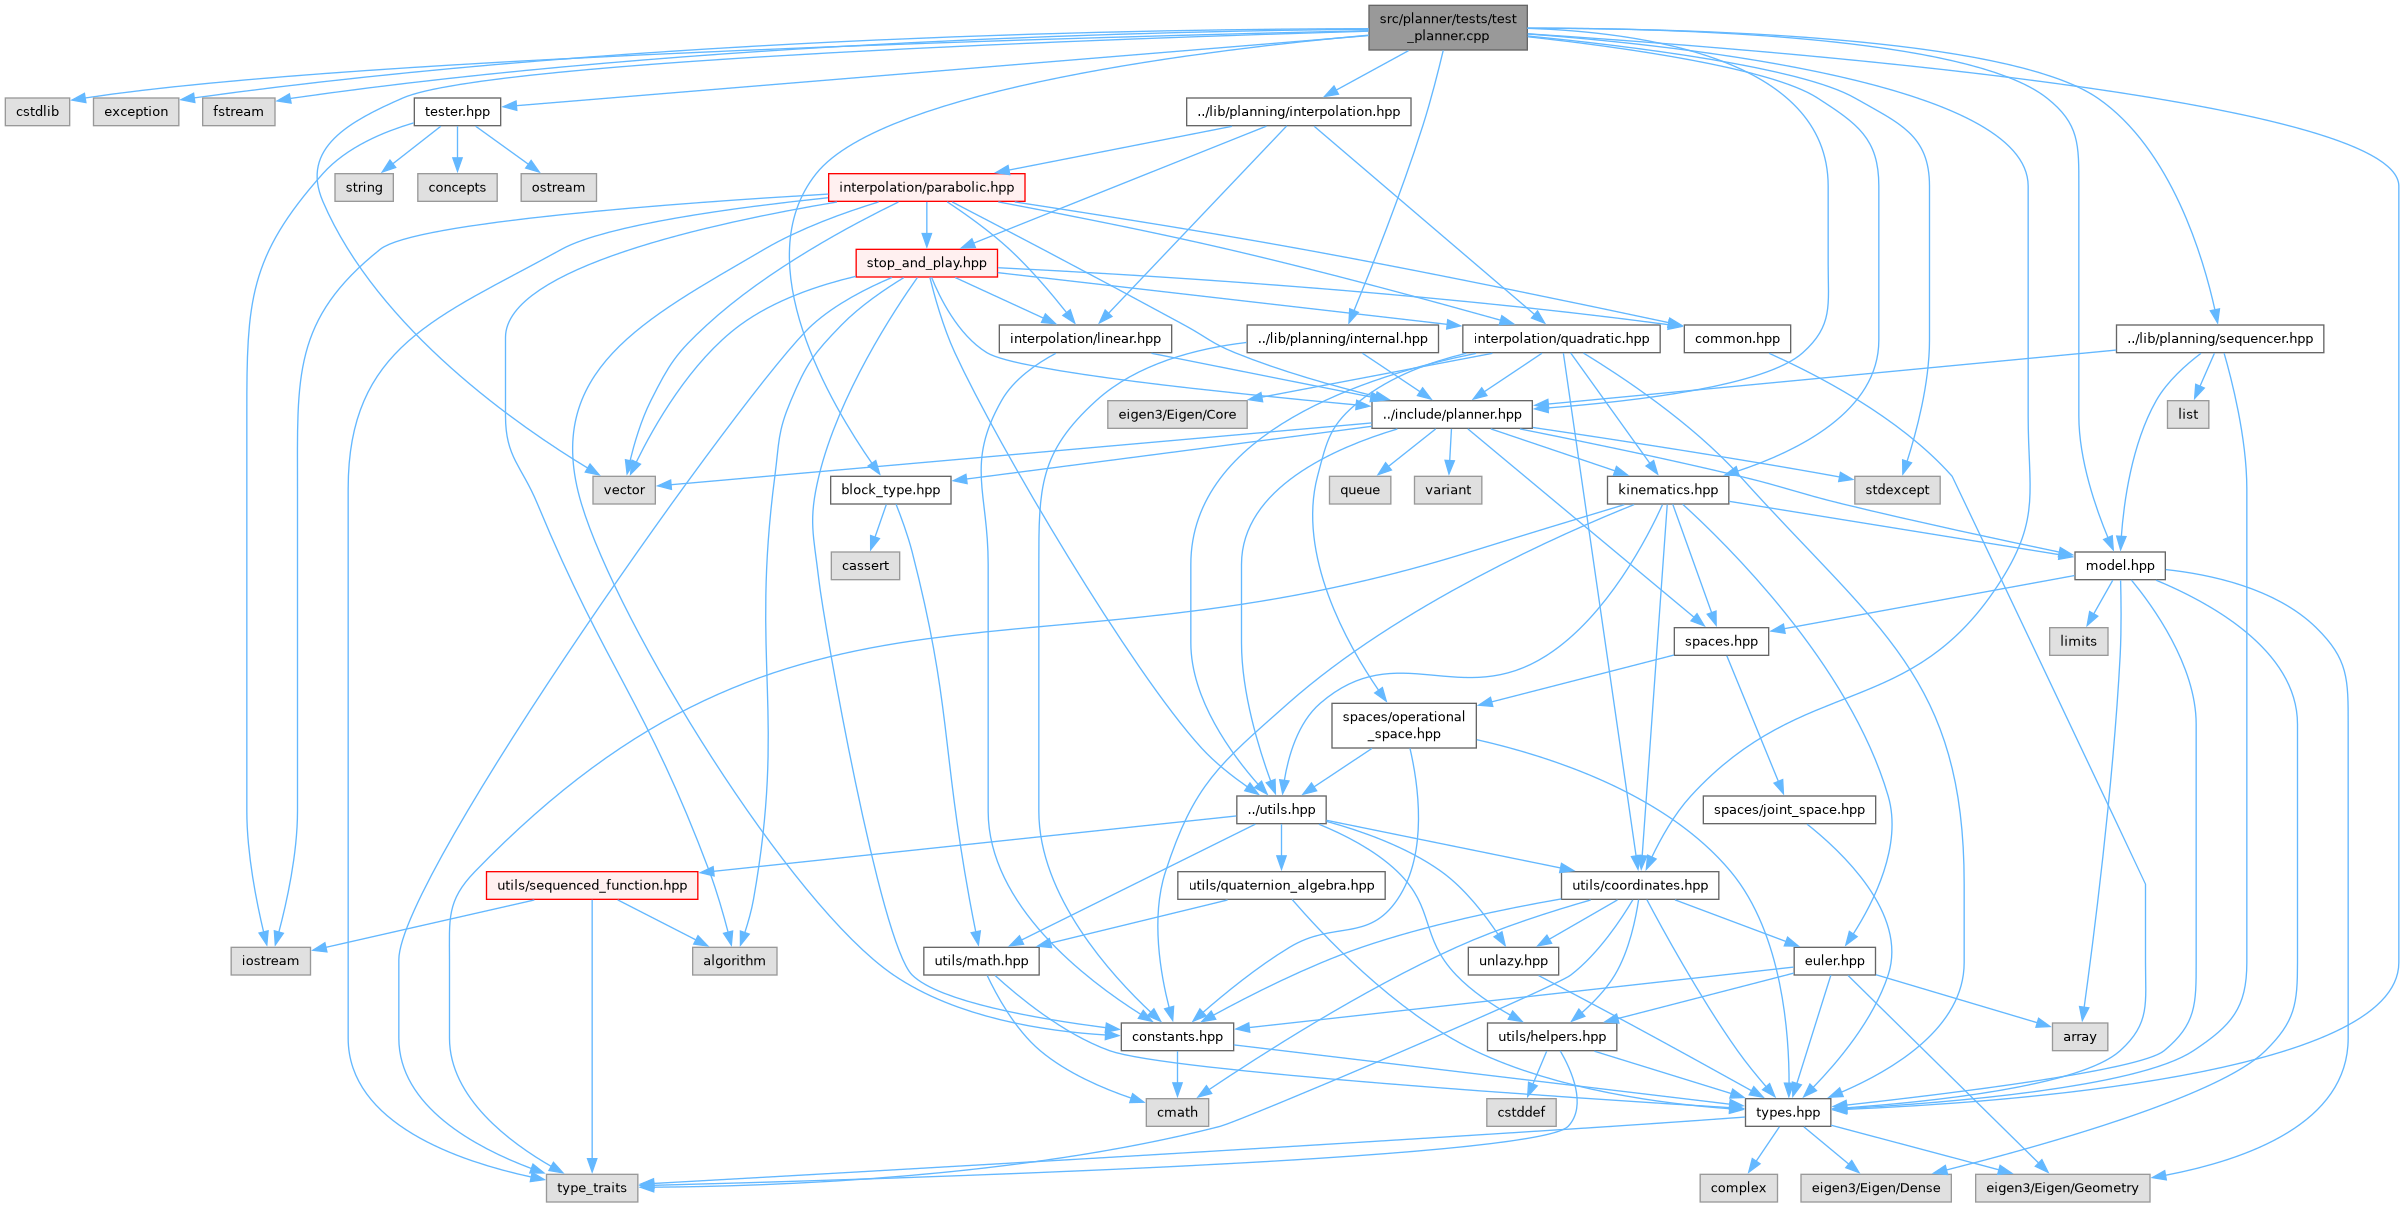 src/planner/tests/test
_planner.cpp
cstdlib
exception
fstream
tester.hpp
../lib/planning/interpolation.hpp
string
concepts
ostream
interpolation/parabolic.hpp
stop_and_play.hpp
interpolation/linear.hpp
../lib/planning/internal.hpp
interpolation/quadratic.hpp
common.hpp
../lib/planning/sequencer.hpp
eigen3/Eigen/Core
../include/planner.hpp
list
vector
block_type.hpp
queue
variant
kinematics.hpp
stdexcept
cassert
model.hpp
spaces.hpp
limits
spaces/operational
_space.hpp
../utils.hpp
spaces/joint_space.hpp
utils/sequenced_function.hpp
utils/quaternion_algebra.hpp
utils/coordinates.hpp
iostream
algorithm
utils/math.hpp
unlazy.hpp
euler.hpp
constants.hpp
utils/helpers.hpp
array
cmath
cstddef
types.hpp
type_traits
complex
eigen3/Eigen/Dense
eigen3/Eigen/Geometry